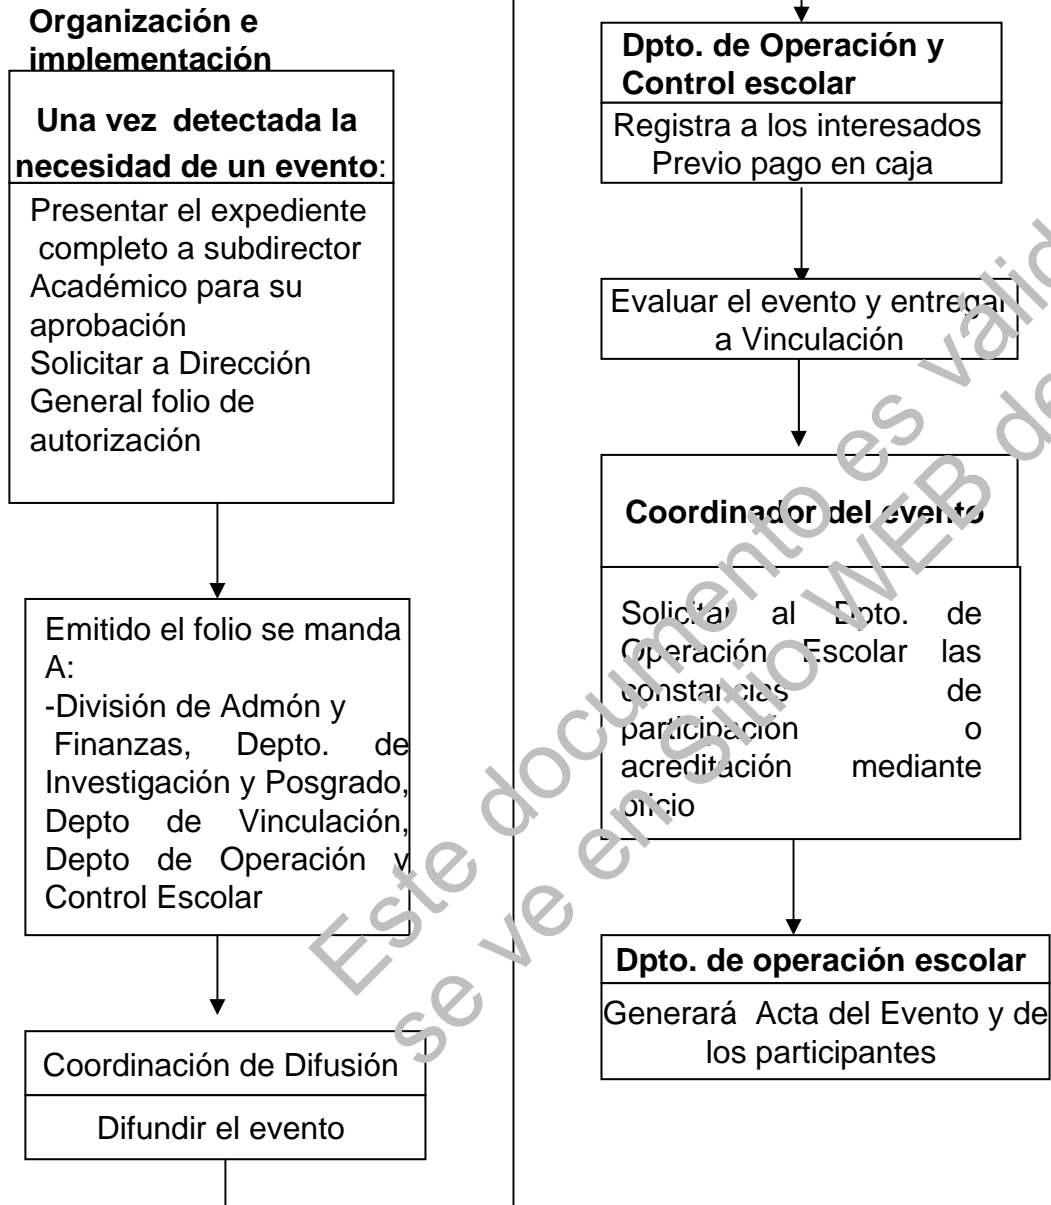 Organización e
implementación
Una vez detectada la
necesidad de un evento:
Presentar el expediente
completo a subdirector
Académico para su
aprobación
Solicitar a Dirección
General folio de
autorización
Emitido el folio se manda
A:
-División de Admón y
Finanzas, Depto. de
Investigación y Posgrado,
Depto de Vinculación,
Depto de Operación y
Control Escolar
Coordinación de Difusión
Difundir el evento
Dpto. de Operación y
Control escolar
Registra a los interesados
Previo pago en caja
Evaluar el evento y entregar
a Vinculación
Coordinador del evento
Solicitar al Dpto. de
Operación Escolar las
constancias de
participación o
acreditación mediante
oficio
Dpto. de operación escolar
Generará Acta del Evento y de
los participantes
Este documento es válid
se ve en Sitio WEB de